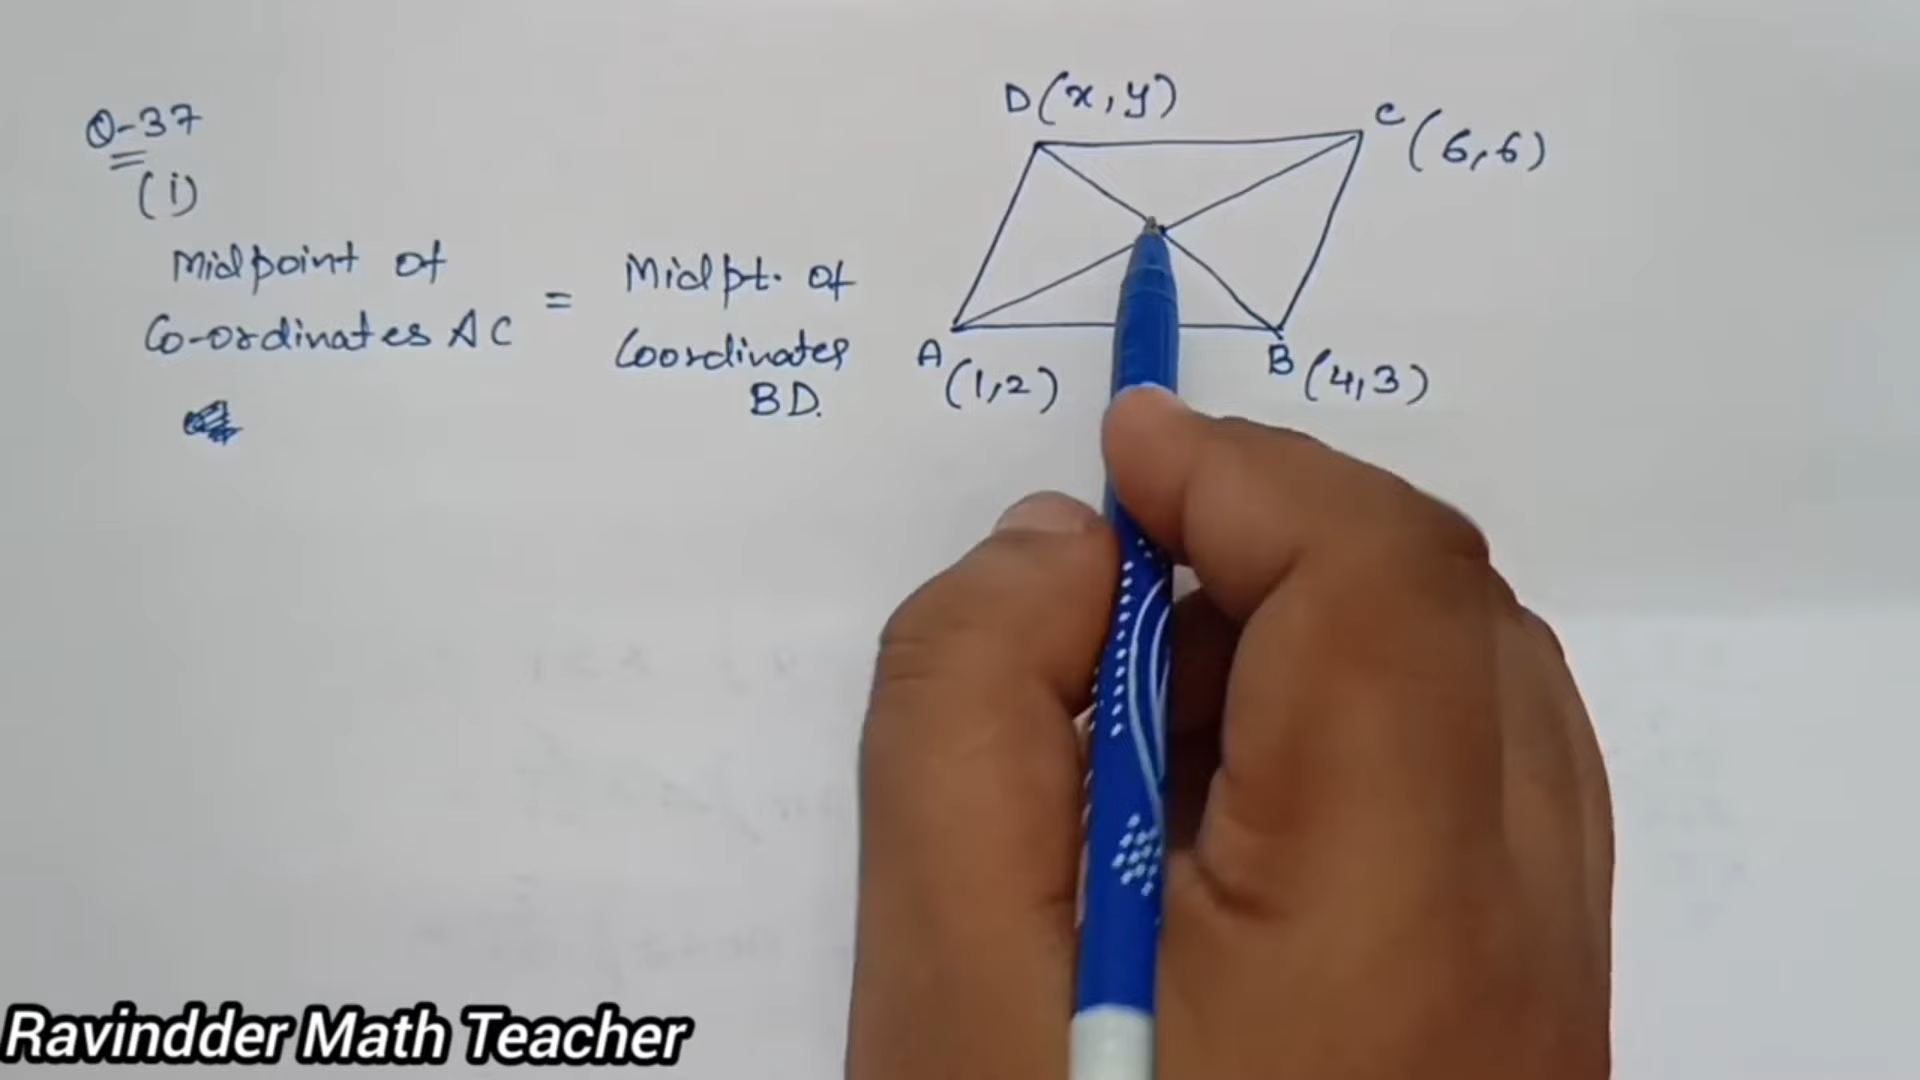 Q-37
(i)
Midpoint of
Co-ordinates AC
=
Midpt. of
Coordinates
BD.
D(x,y)
C(6,6)
A(1,2)
B(4,3)
Ravindder Math Teacher